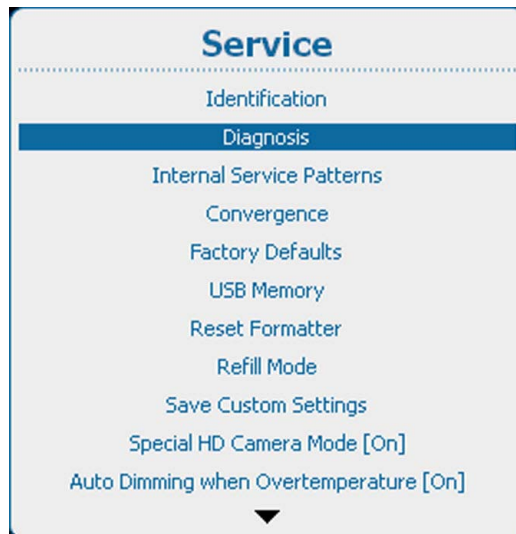 Service
Identification
Diagnosis
Internal Service Patterns
Convergence
Factory Defaults
USB Memory
Reset Formatter
Refill Mode
Save Custom Settings
Special HD Camera Mode [On]
Auto Dimming when Overtemperature [On]